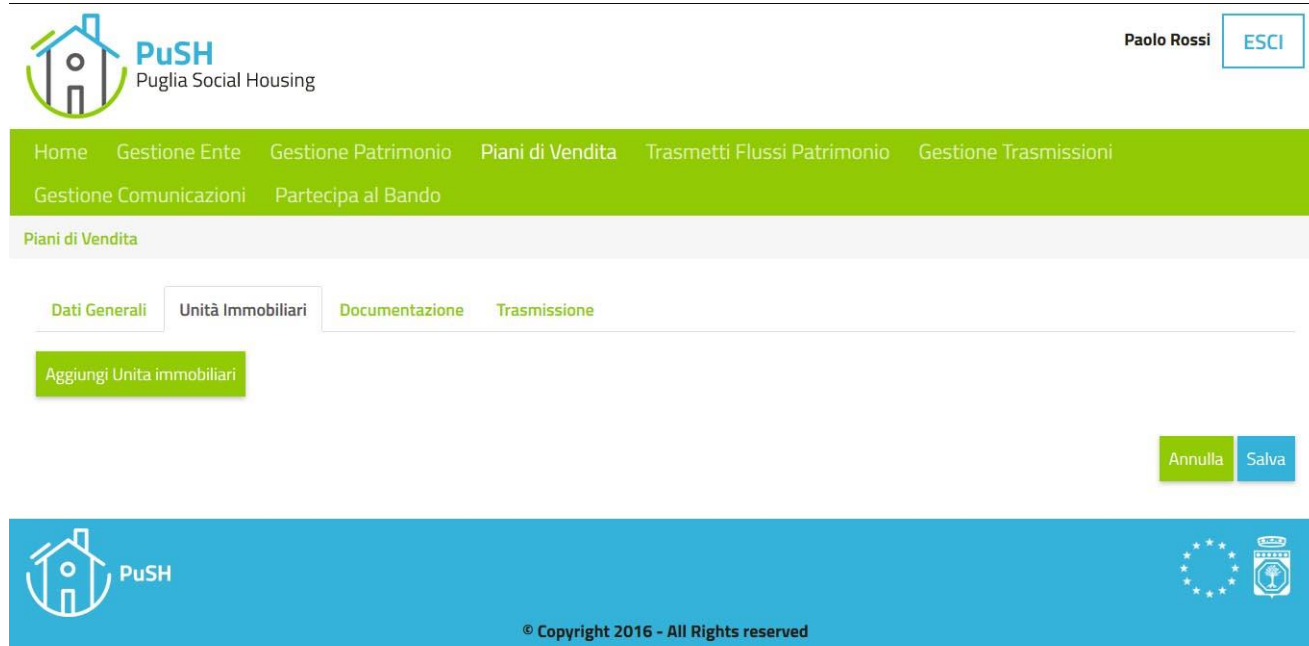 PuSH
Puglia Social Housing
Paolo Rossi
ESCI
Home Gestione Ente Gestione Patrimonio Piani di Vendita Trasmetti Flussi Patrimonio Gestione Trasmissioni
Gestione Comunicazioni Partecipa al Bando
Piani di Vendita
Dati Generali Unità Immobiliari Documentazione Trasmissione
Aggiungi Unita immobiliari
Annulla Salva
PuSH
© Copyright 2016 - All Rights reserved